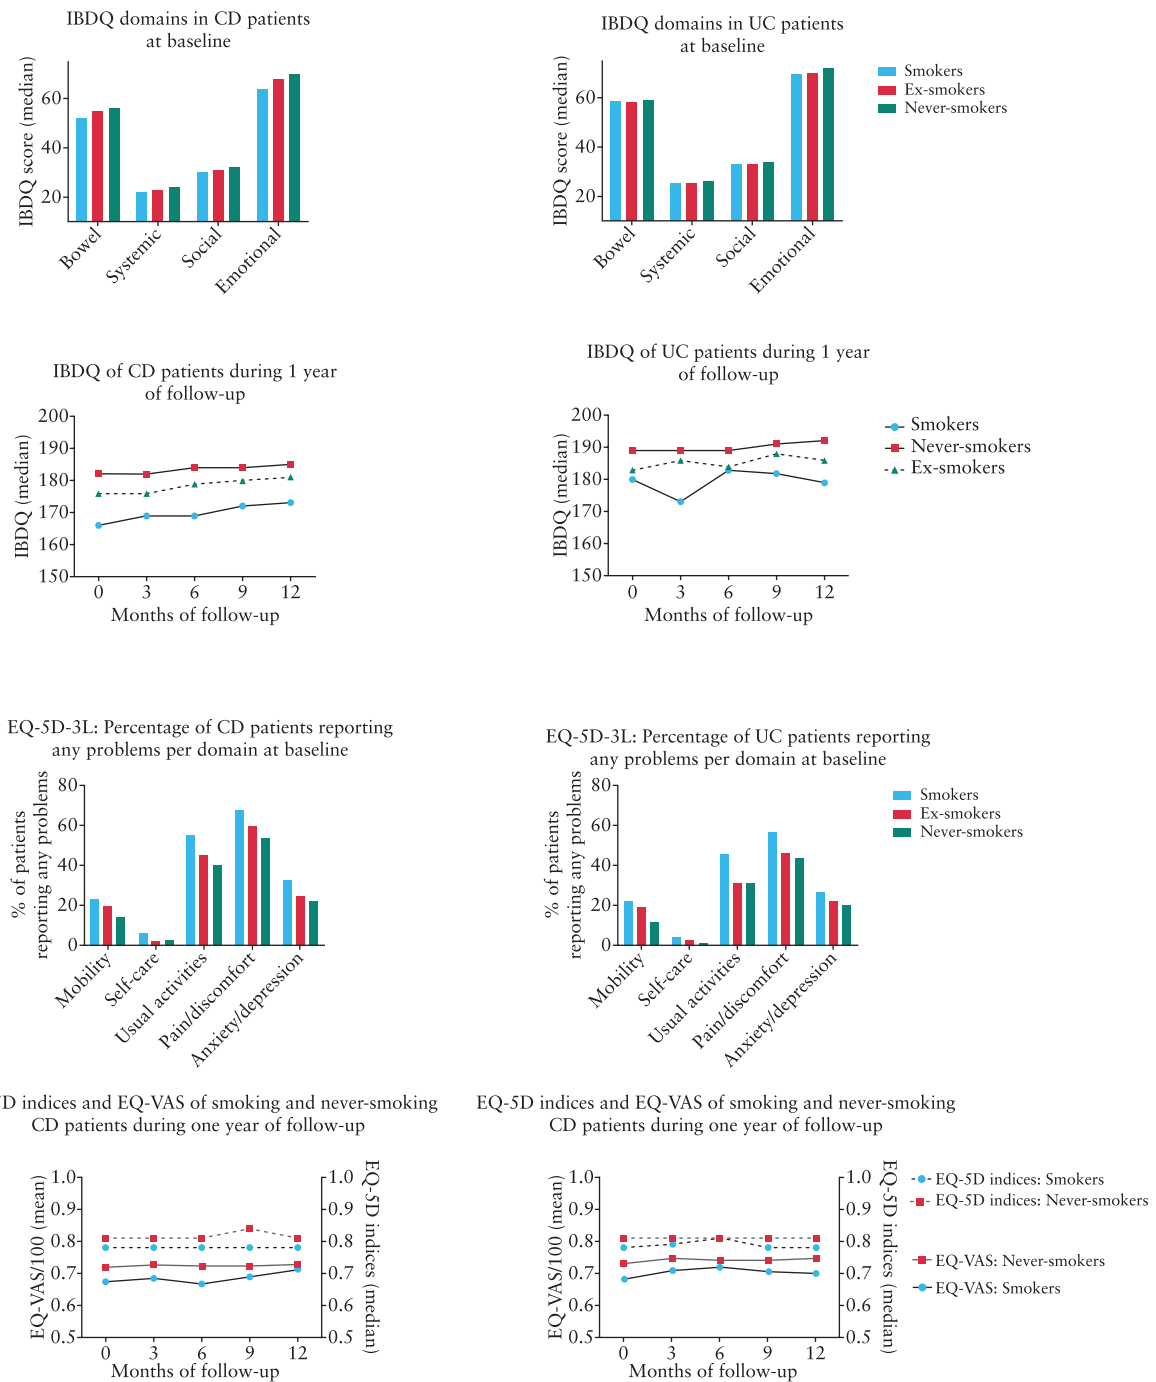 IBDQ domains in CD patients
at baseline
IBDQ score (median)
60
40
20
Bowel
Systemic
Social
Emotional
IBDQ domains in UC patients
at baseline
IBDQ score (median)
60
40
20
Bowel
Systemic
Social
Emotional
Smokers
Ex-smokers
Never-smokers
IBDQ of CD patients during 1 year
of follow-up
IBDQ (median)
200
190
180
170
160
150
0 3 6 9 12
Months of follow-up
IBDQ of UC patients during 1 year
of follow-up
IBDQ (median)
200
190
180
170
160
150
0 3 6 9 12
Months of follow-up
Smokers
Never-smokers
Ex-smokers
EQ-5D-3L: Percentage of CD patients reporting
any problems per domain at baseline
% of patients
reporting any problems
80
60
40
20
0
Mobility
Self-care
Usual activities
Pain/discomfort
Anxiety/depression
EQ-5D-3L: Percentage of UC patients reporting
any problems per domain at baseline
% of patients
reporting any problems
80
60
40
20
0
Mobility
Self-care
Usual activities
Pain/discomfort
Anxiety/depression
Smokers
Ex-smokers
Never-smokers
D indices and EQ-VAS of smoking and never-smoking
CD patients during one year of follow-up
EQ-VAS/100 (mean)
1.0
0.9
0.8
0.7
0.6
0.5
1.0
0.9
0.8
0.7
0.6
0.5
EQ-5D indices (median)
0 3 6 9 12
Months of follow-up
EQ-5D indices and EQ-VAS of smoking and never-smoking
CD patients during one year of follow-up
EQ-VAS/100 (mean)
1.0
0.9
0.8
0.7
0.6
0.5
1.0
0.9
0.8
0.7
0.6
0.5
EQ-5D indices (median)
0 3 6 9 12
Months of follow-up
EQ-5D indices: Smokers
EQ-5D indices: Never-smokers
EQ-VAS: Never-smokers
EQ-VAS: Smokers